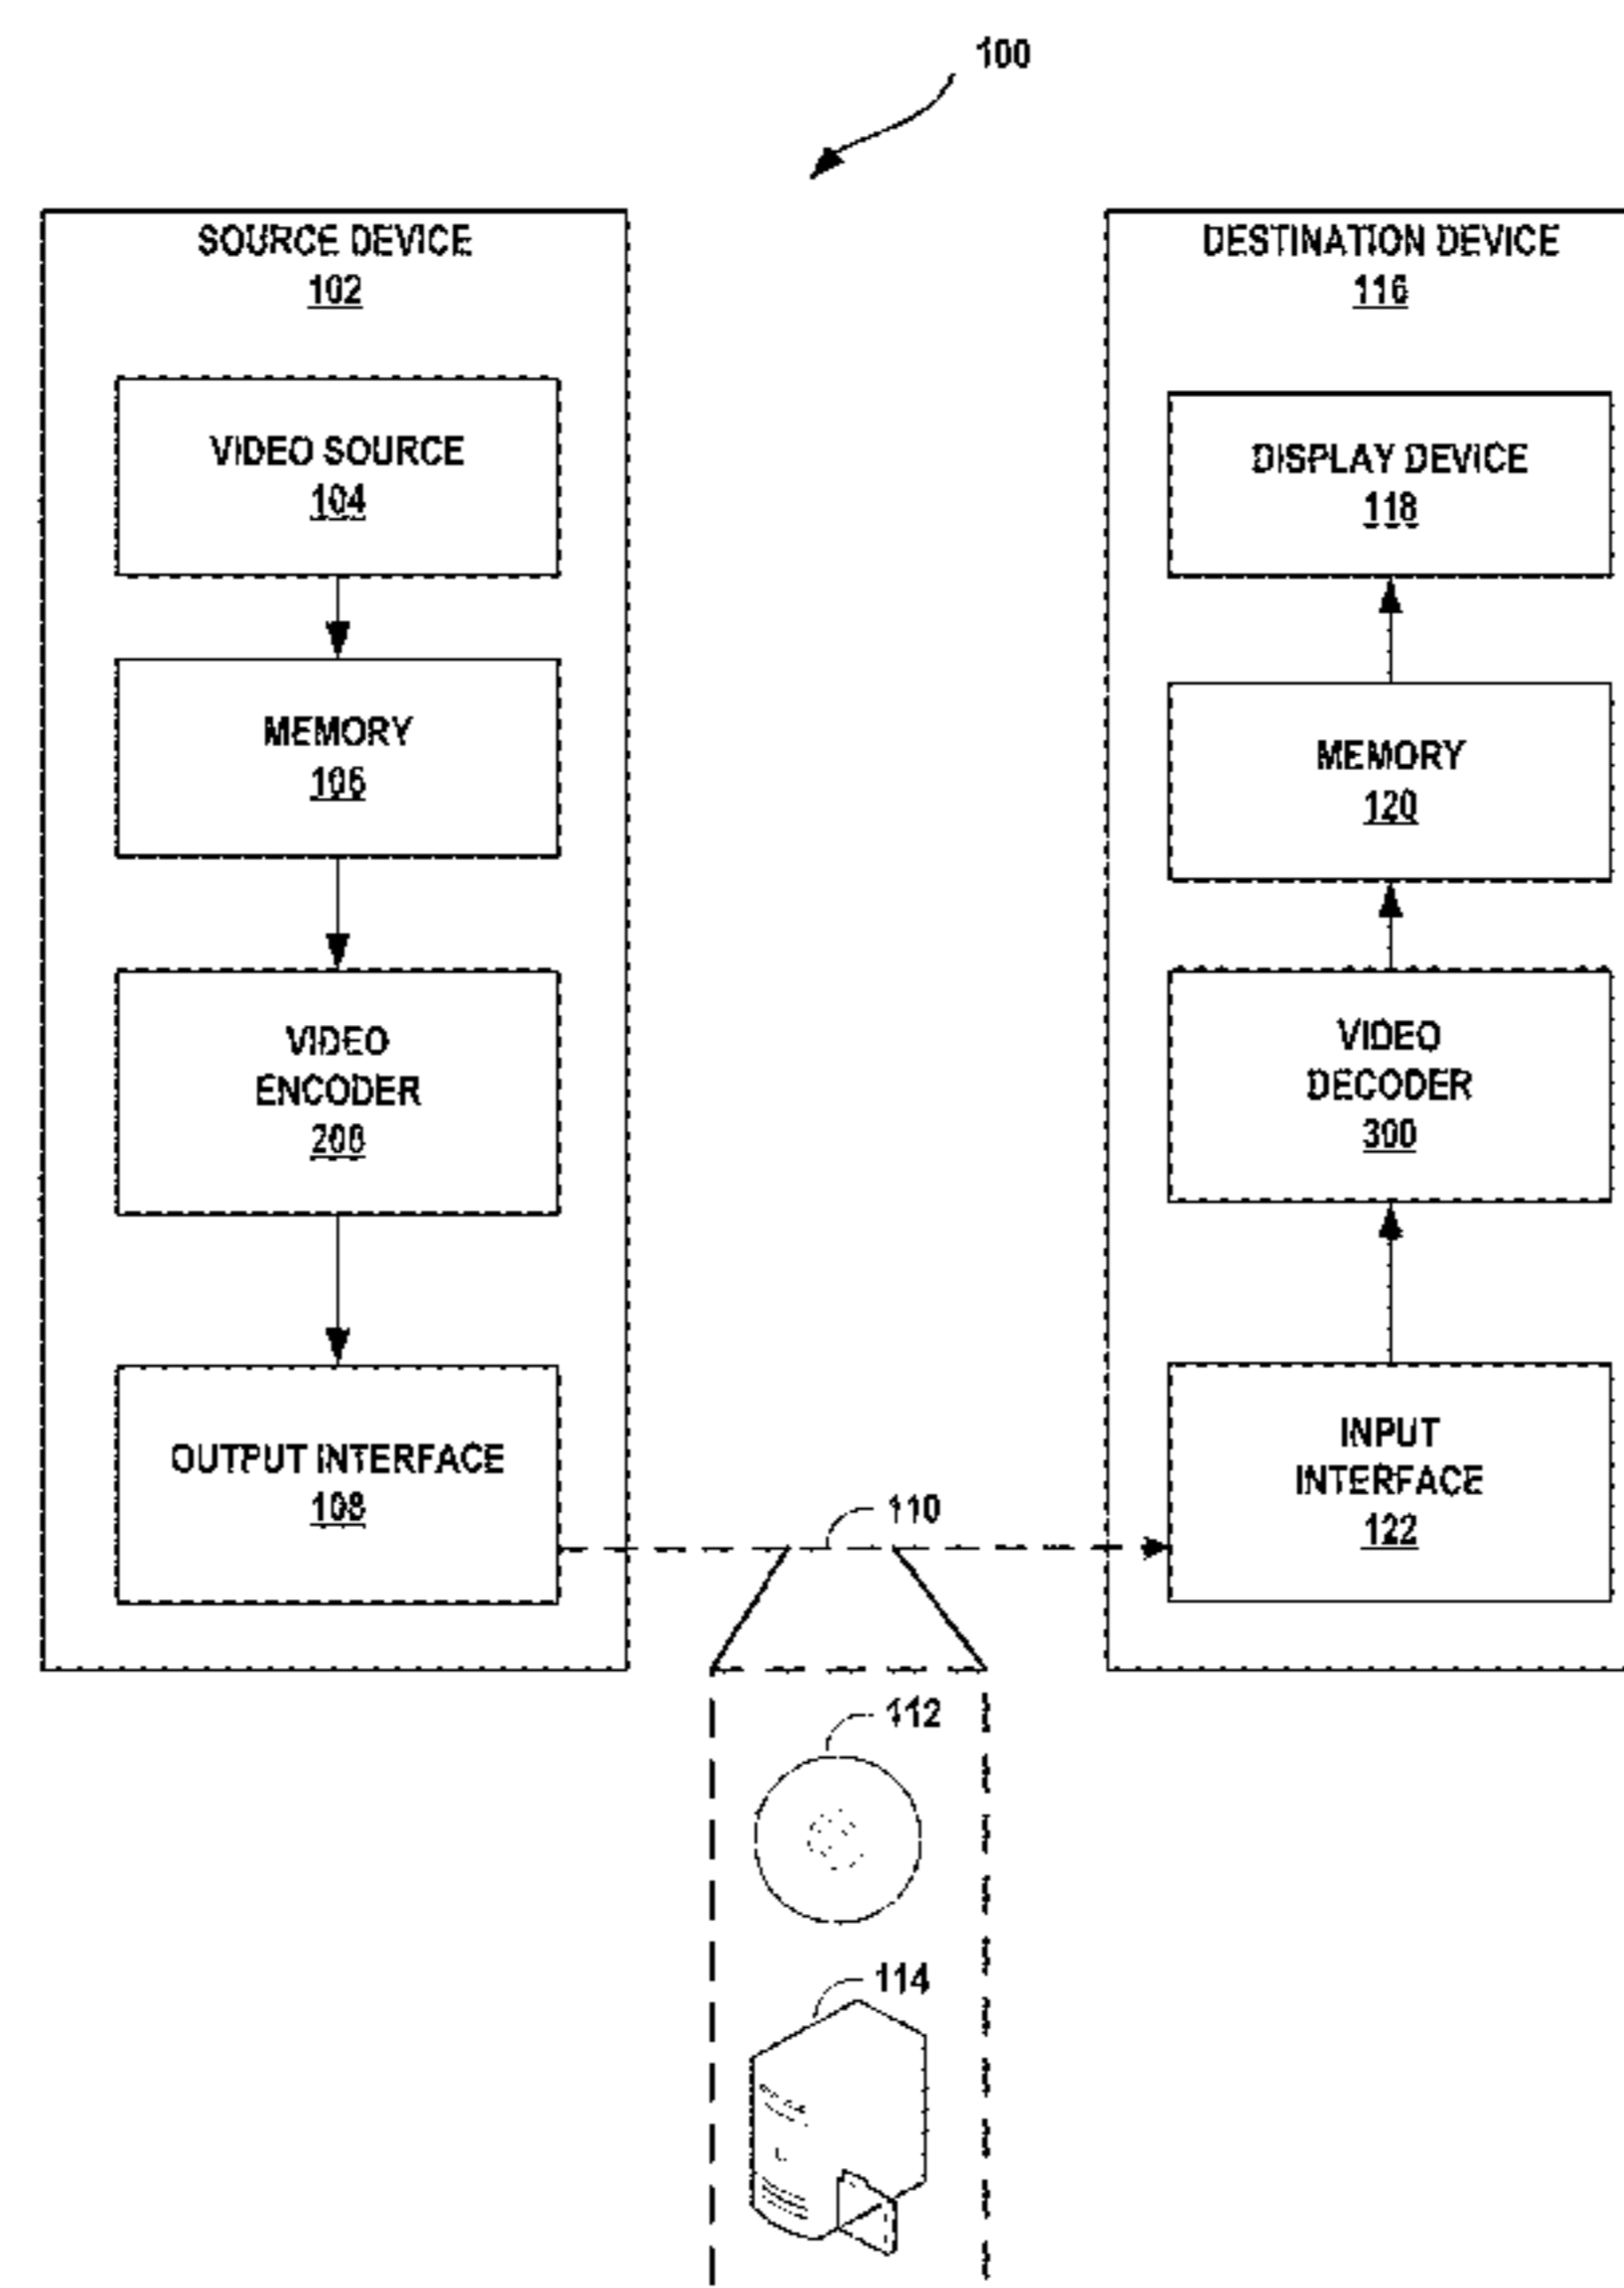 100
SOURCE DEVICE
102
VIDEO SOURCE
104
MEMORY
106
VIDEO
ENCODER
200
OUTPUT INTERFACE
108
110
112
114
DESTINATION DEVICE
116
DISPLAY DEVICE
118
MEMORY
120
VIDEO
DECODER
300
INPUT
INTERFACE
122